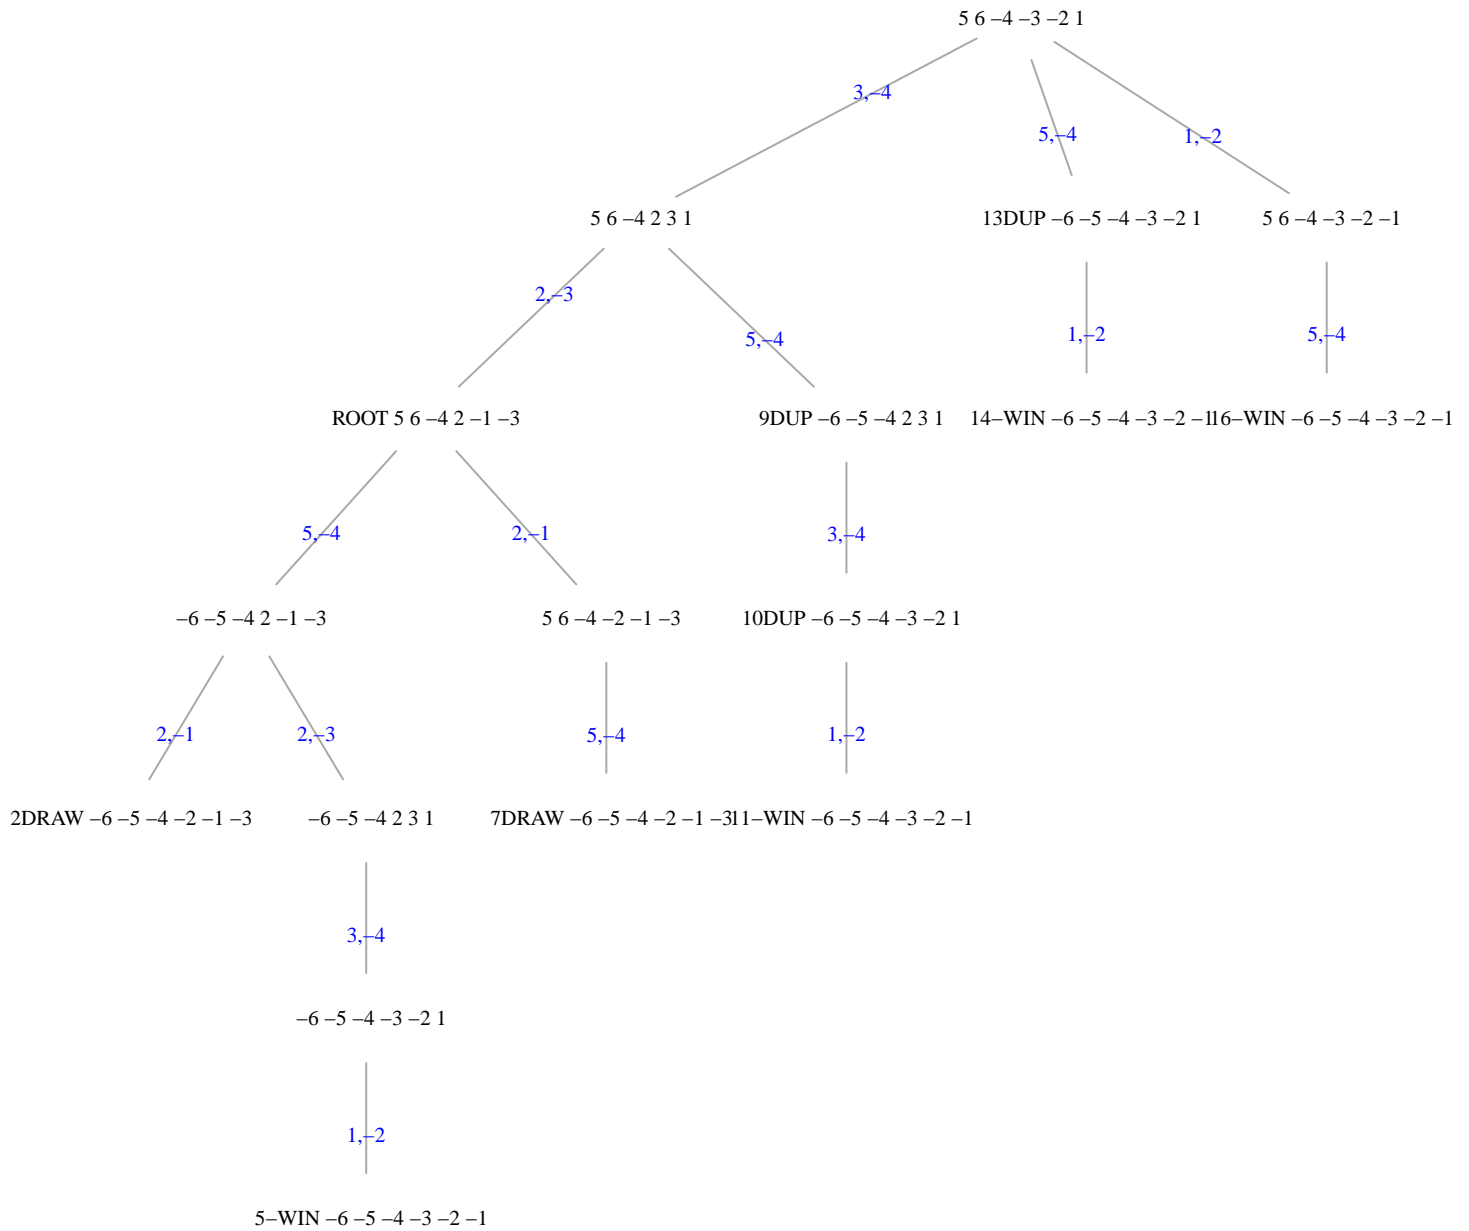 5 6 –4 –3 –2 1
3,–4
5,–4
1,–2
5 6 –4 2 3 1
13DUP –6 –5 –4 –3 –2 1
5 6 –4 –3 –2 –1
2,–3
5,–4
1,–2
5,–4
ROOT 5 6 –4 2 –1 –3
9DUP –6 –5 –4 2 3 1
14–WIN –6 –5 –4 –3 –2 –1
16–WIN –6 –5 –4 –3 –2 –1
5,–4
2,–1
3,–4
–6 –5 –4 2 –1 –3
5 6 –4 –2 –1 –3
10DUP –6 –5 –4 –3 –2 1
2,–1
2,–3
5,–4
1,–2
2DRAW –6 –5 –4 –2 –1 –3
–6 –5 –4 2 3 1
7DRAW –6 –5 –4 –2 –1 –3
11–WIN –6 –5 –4 –3 –2 –1
3,–4
–6 –5 –4 –3 –2 1
1,–2
5–WIN –6 –5 –4 –3 –2 –1